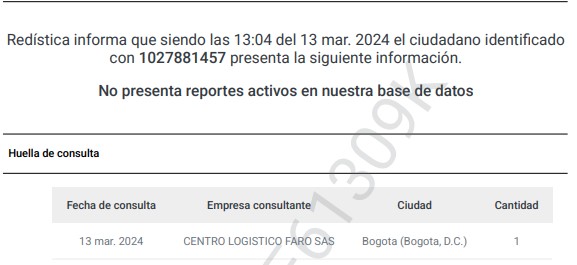 Redística informa que siendo las 13:04 del 13 mar. 2024 el ciudadano identificado
con 1027881457 presenta la siguiente información.
No presenta reportes activos en nuestra base de datos
Huella de consulta
Fecha de consulta Empresa consultante Ciudad Cantidad
13 mar. 2024 CENTRO LOGISTICO FARO SAS Bogota (Bogota, D.C.) 1
61309K